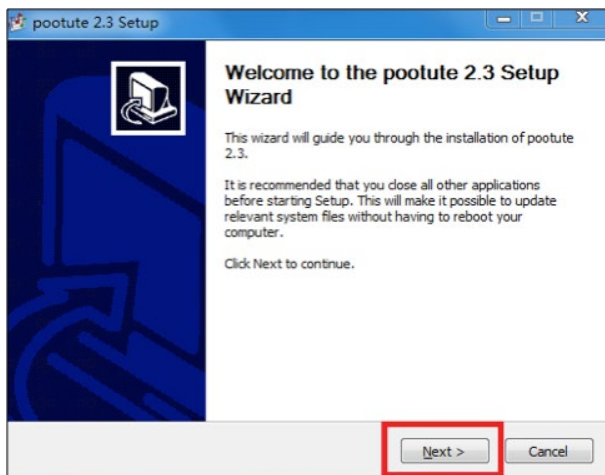 pootute 2.3 Setup
Welcome to the pootute 2.3 Setup
Wizard
This wizard will guide you through the installation of pootute
2.3.
It is recommended that you close all other applications
before starting Setup. This will make it possible to update
relevant system files without having to reboot your
computer.
Click Next to continue.
Next >
Cancel